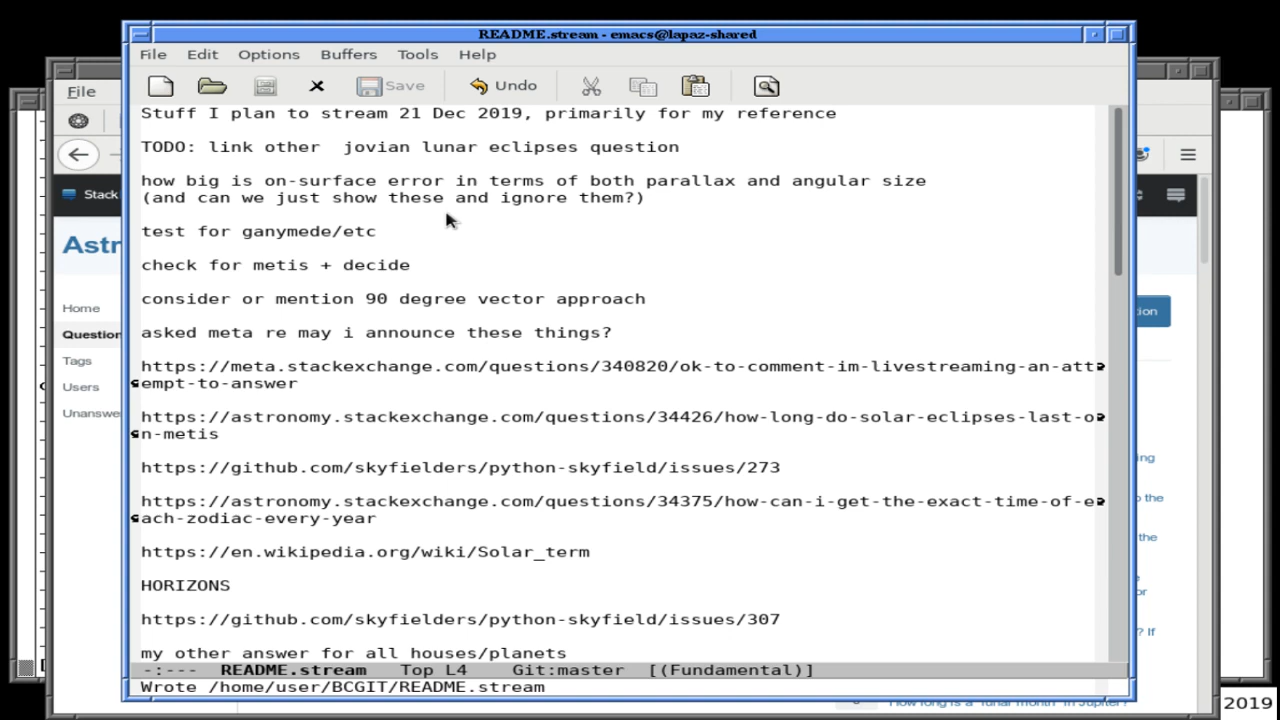 README.stream - emacs@lapaz-shared
File Edit Options Buffers Tools Help
Save Undo
Stuff I plan to stream 21 Dec 2019, primarily for my reference
TODO: link other  jovian lunar eclipses question
how big is on-surface error in terms of both parallax and angular size
(and can we just show these and ignore them?)
test for ganymede/etc
check for metis + decide
consider or mention 90 degree vector approach
asked meta re may i announce these things?
https://meta.stackexchange.com/questions/340820/ok-to-comment-im-livestreaming-an-att
empt-to-answer
https://astronomy.stackexchange.com/questions/34426/how-long-do-solar-eclipses-last-o
n-metis
https://github.com/skyfielders/python-skyfield/issues/273
https://astronomy.stackexchange.com/questions/34375/how-can-i-get-the-exact-time-of-e
ach-zodiac-every-year
https://en.wikipedia.org/wiki/Solar_term
HORIZONS
https://github.com/skyfielders/python-skyfield/issues/307
my other answer for all houses/planets
-:--- README.stream Top L4 Git:master [(Fundamental)]
Wrote /home/user/BCGIT/README.stream
File
Stack
Astr
Home
Question
Tags
Users
Unanswe
ion
ing
o the
the
or
? If
2019